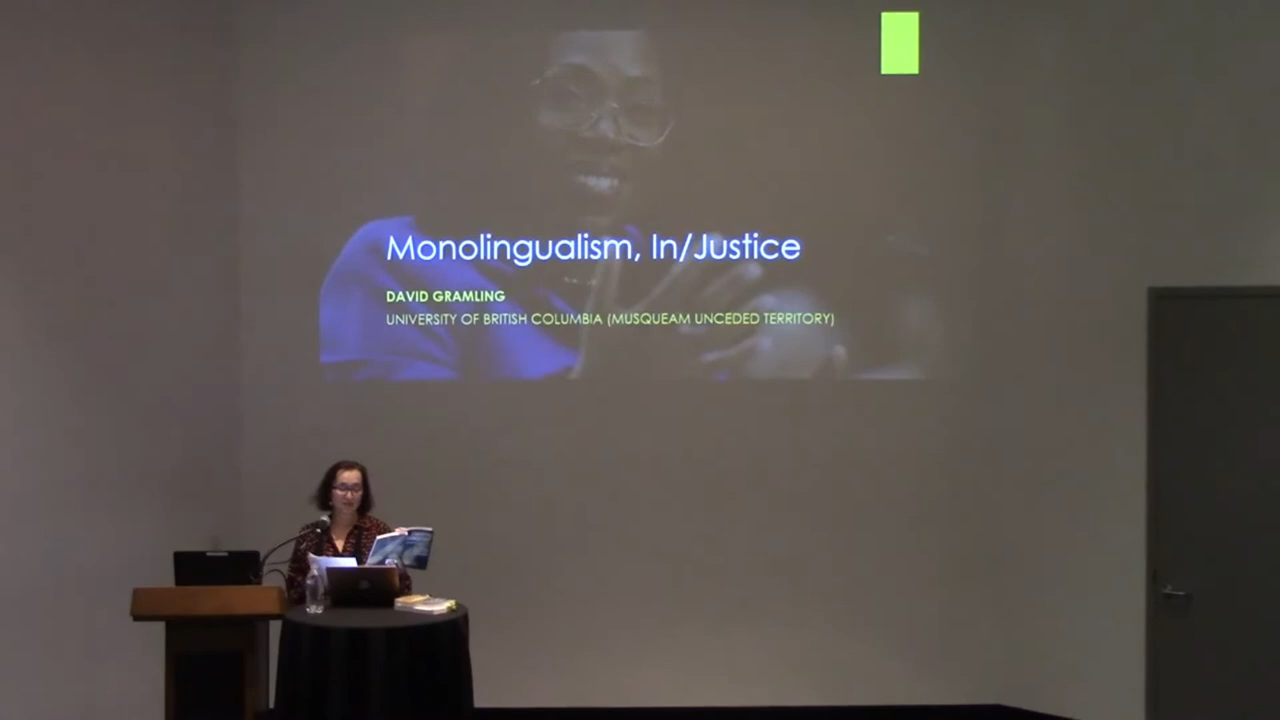 Monolingualism, In/Justice
DAVID GRAMLING
UNIVERSITY OF BRITISH COLUMBIA (MUSQUEAM UNCEDED TERRITORY)